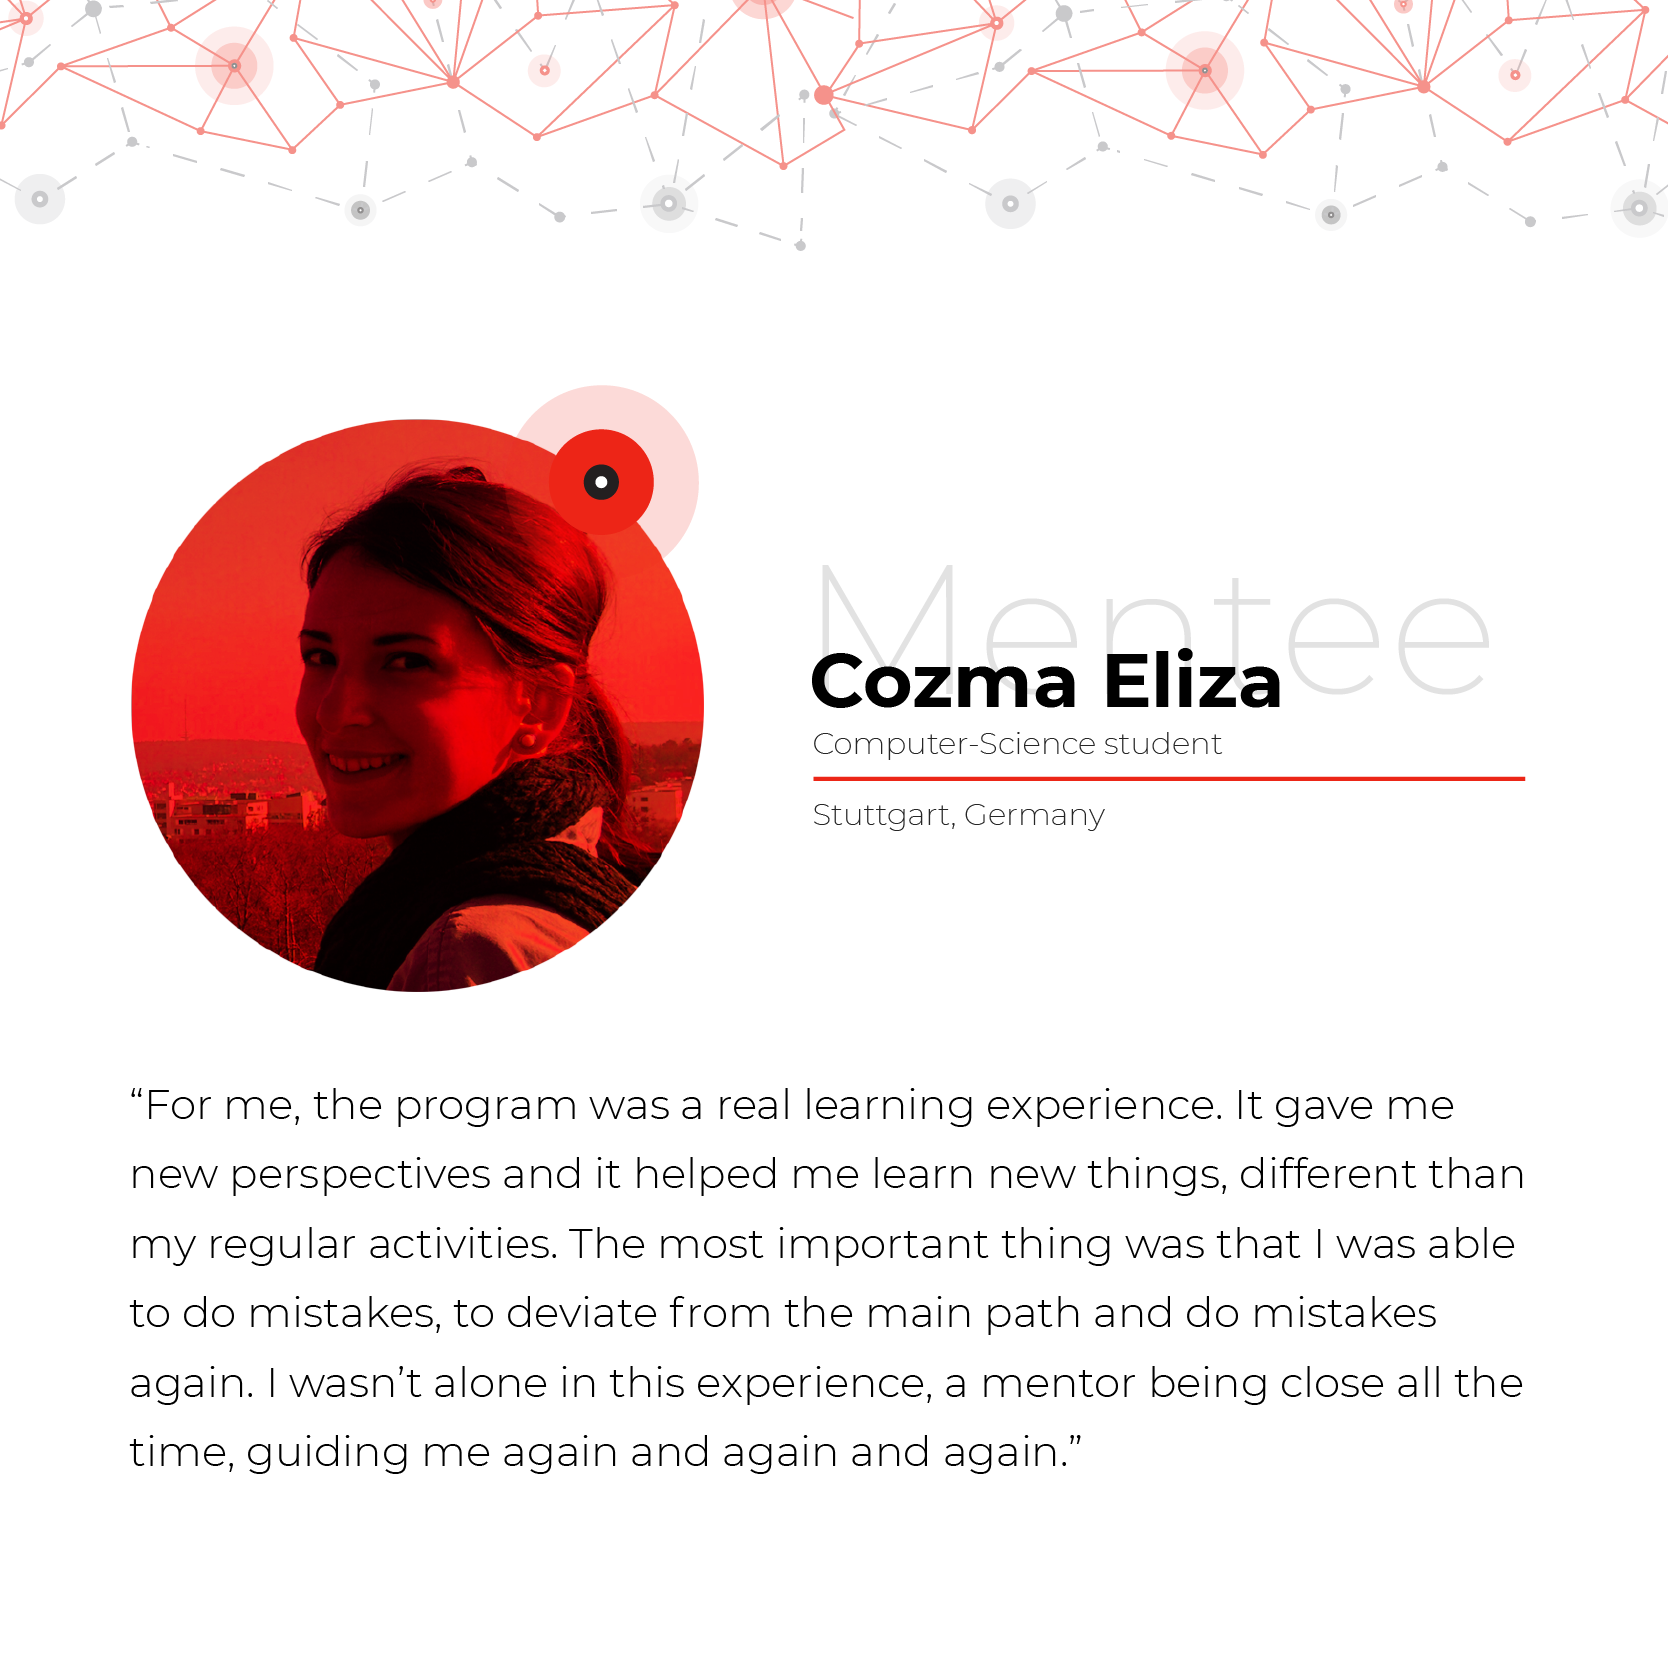 Mentee
Cozma Eliza
Computer-Science student
Stuttgart, Germany
“For me, the program was a real learning experience. It gave me
new perspectives and it helped me learn new things, different than
my regular activities. The most important thing was that I was able
to do mistakes, to deviate from the main path and do mistakes
again. I wasn’t alone in this experience, a mentor being close all the
time, guiding me again and again and again.”